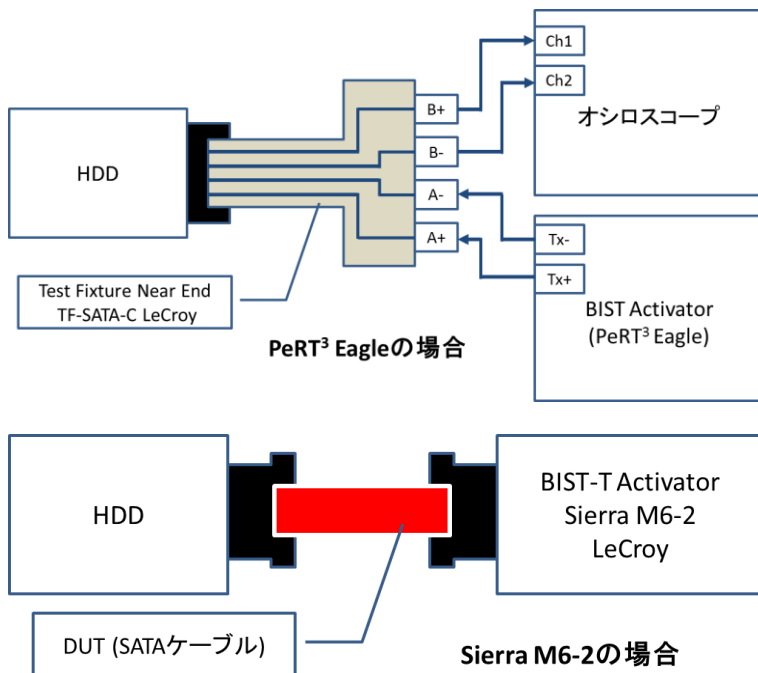 HDD
Test Fixture Near End
TF-SATA-C LeCroy
B+
B-
A-
A+
Ch1
Ch2
オシロスコープ
Tx-
Tx+
BIST Activator
(PeRT³ Eagle)
PeRT³ Eagleの場合
HDD
BIST-T Activator
Sierra M6-2
LeCroy
DUT (SATAケーブル)
Sierra M6-2の場合